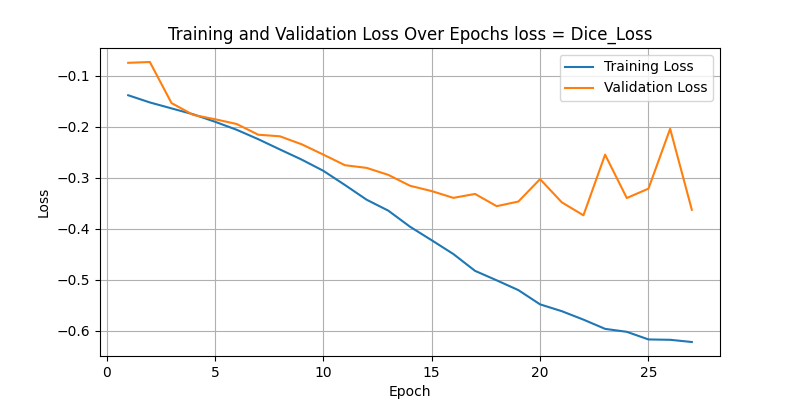 Training and Validation Loss Over Epochs loss = Dice_Loss
Training Loss
Validation Loss
−0.1
−0.2
−0.3
−0.4
−0.5
−0.6
Loss
0 5 10 15 20 25
Epoch